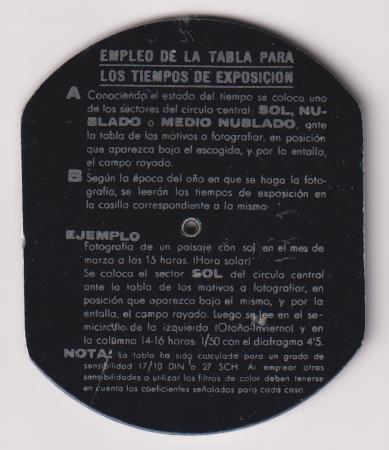 EMPLEO DE LA TABLA PARA
LOS TIEMPOS DE EXPOSICIÓN
A Conociendo el estado del tiempo se coloca uno
de los sectores del circulo central: SOL, NU-
BLADO o MEDIO NUBLADO, ante
la tabla de los motivos a fotografiar, en posición
que aparezca bajo el escogido, y por la entalla,
el campo rayado.
B Según la época del año en que se haga la foto-
grafía, se leerán los tiempos de exposición en
la casilla correspondiente a la misma.
EJEMPLO
Fotografía de un paisaje con sol en el mes de
marzo a las 15 horas. (Hora solar)
Se coloca el sector SOL del circulo central
ante la tabla de los motivos a fotografiar, en
posición que aparezca bajo el mismo, y por la
entalla, el campo rayado. Luego se lee en el se-
micírculo de la izquierda (Otoño-Invierno) y en
la columna 14-16 horas: 1/50 con el diafragma 4'5.
NOTA: La tabla ha sido calculada para un grado de
sensibilidad 17/10 DIN o 27 SCH. Al emplear otras
sensibilidades o utilizar los filtros de color deben tenerse
en cuenta los coeficientes señalados para cada caso.